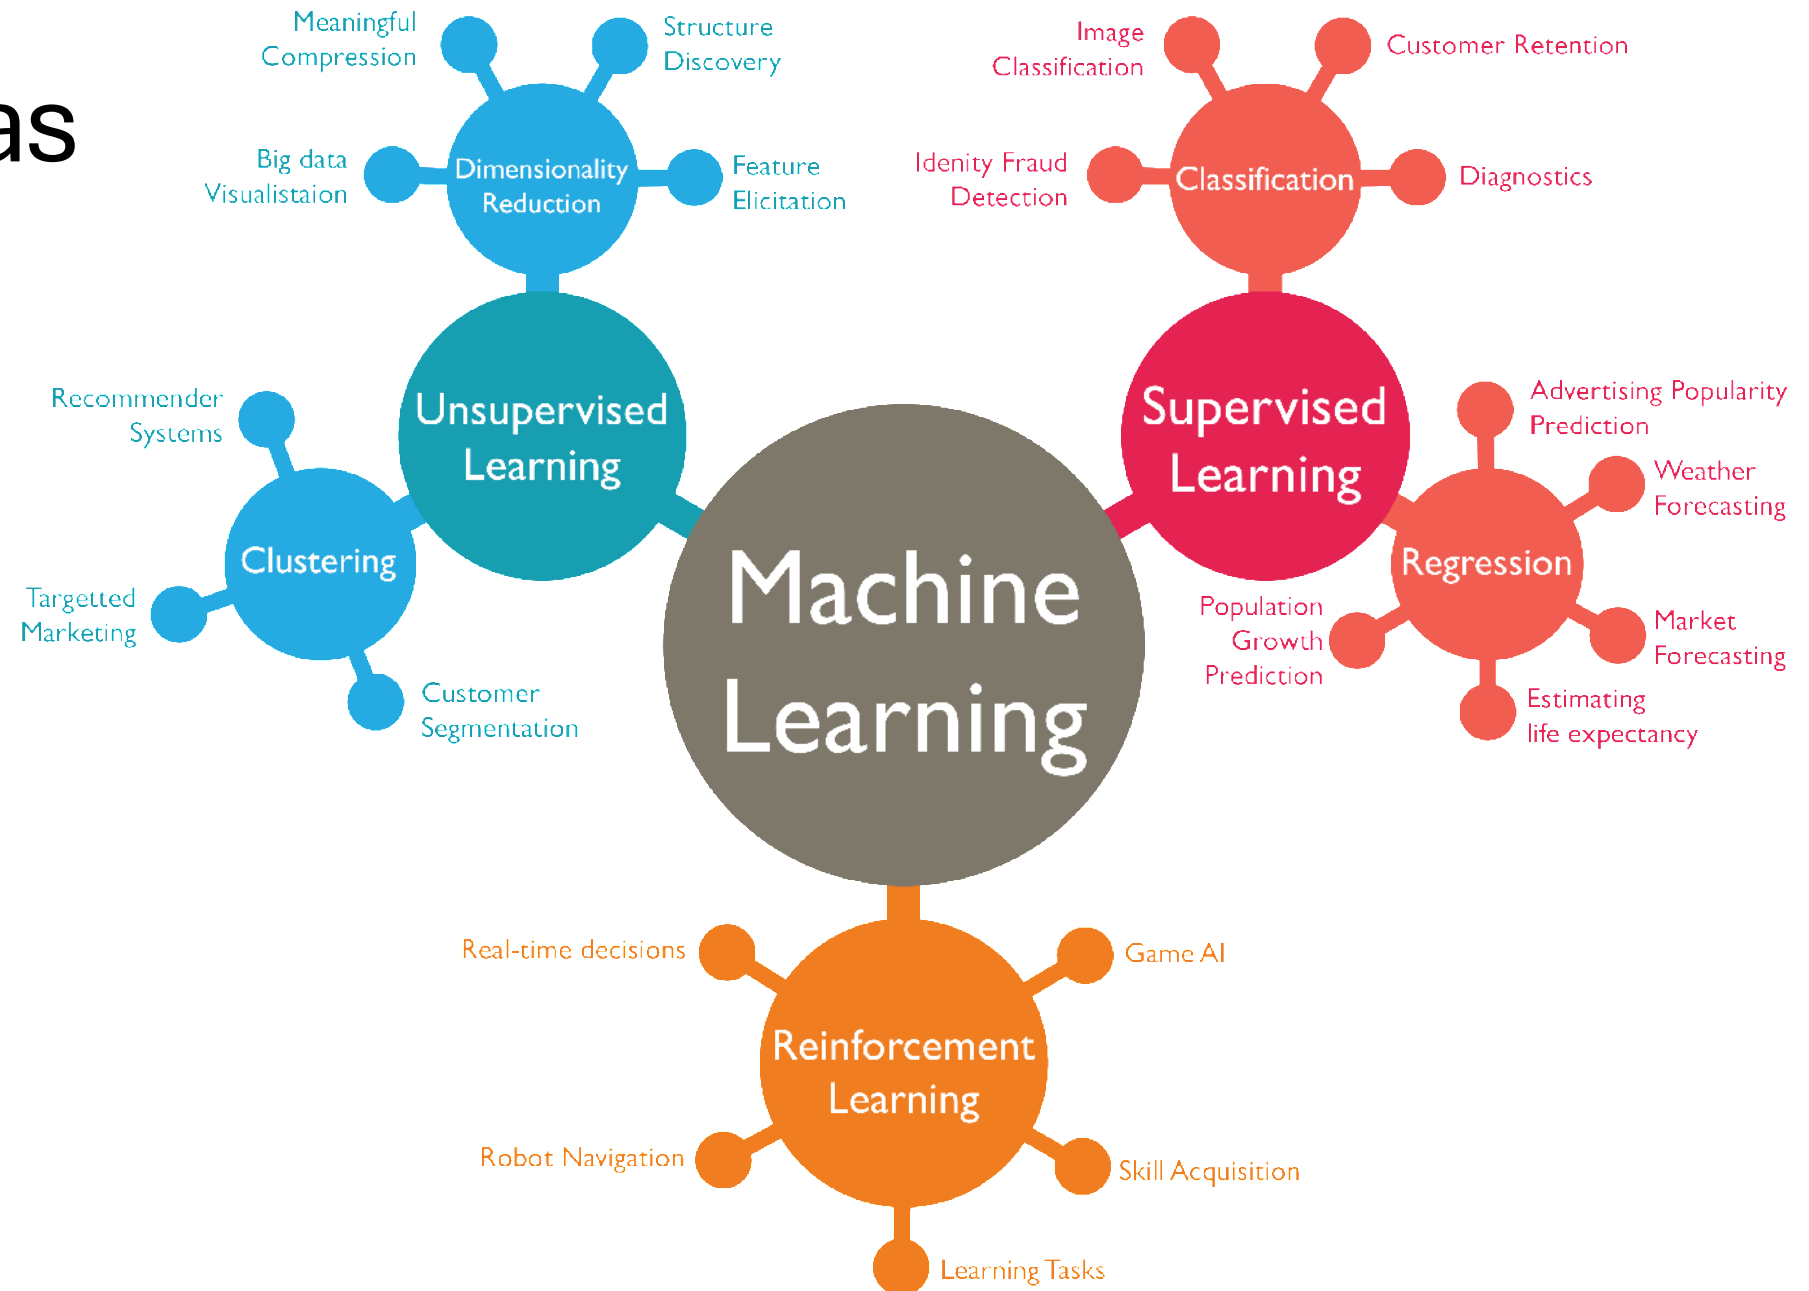 as
Meaningful
Compression
Structure
Discovery
Big data
Visualistaion
Dimensionality
Reduction
Feature
Elicitation
Image
Classification
Customer Retention
Idenity Fraud
Detection
Classification
Diagnostics
Unsupervised
Learning
Recommender
Systems
Clustering
Targetted
Marketing
Customer
Segmentation
Supervised
Learning
Advertising Popularity
Prediction
Weather
Forecasting
Regression
Population
Growth
Prediction
Market
Forecasting
Estimating
life expectancy
Machine
Learning
Real-time decisions
Game AI
Reinforcement
Learning
Robot Navigation
Skill Acquisition
Learning Tasks